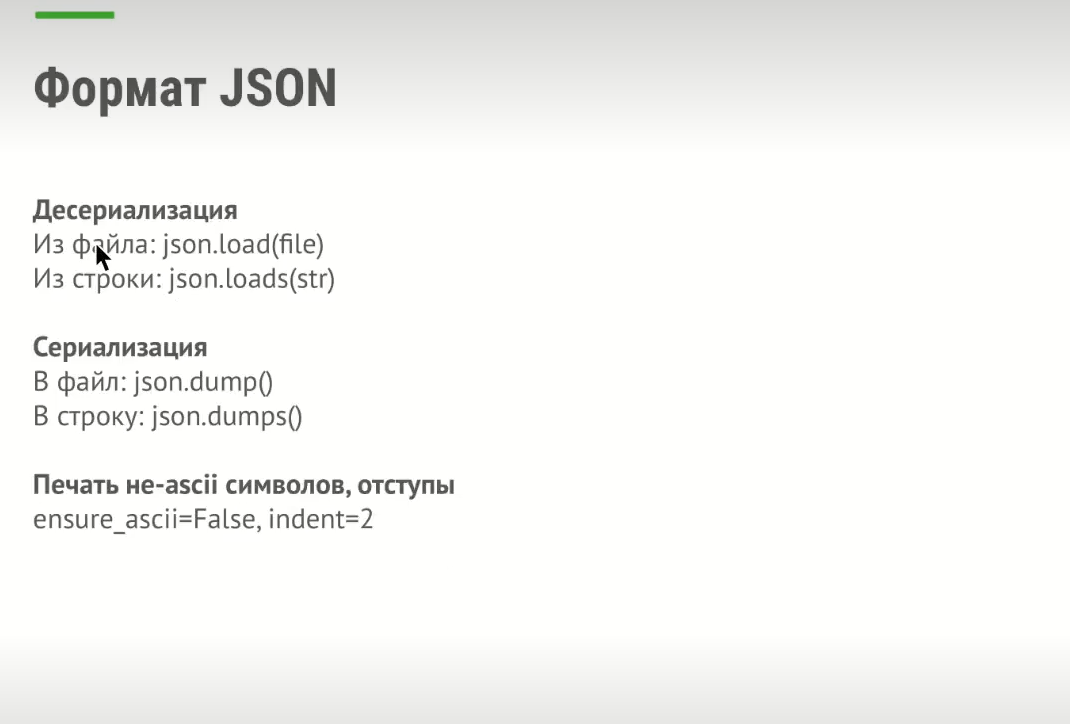 Формат JSON
Десериализация
Из файла: json.load(file)
Из строки: json.loads(str)
Сериализация
В файл: json.dump()
В строку: json.dumps()
Печать не-ascii символов, отступы
ensure_ascii=False, indent=2